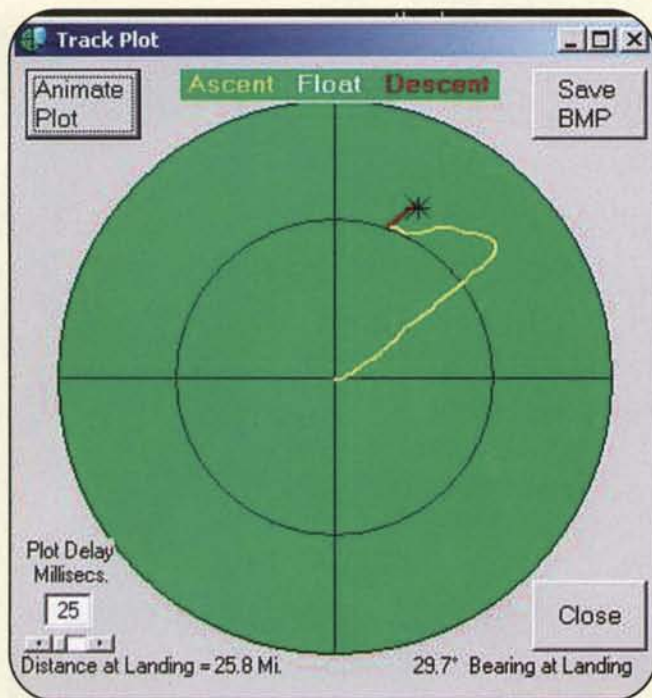 Track Plot
Animate
Plot
Ascent Float Descent
Save
BMP
Plot Delay
Millisecs.
25
Close
Distance at Landing = 25.8 Mi.
29.7° Bearing at Landing